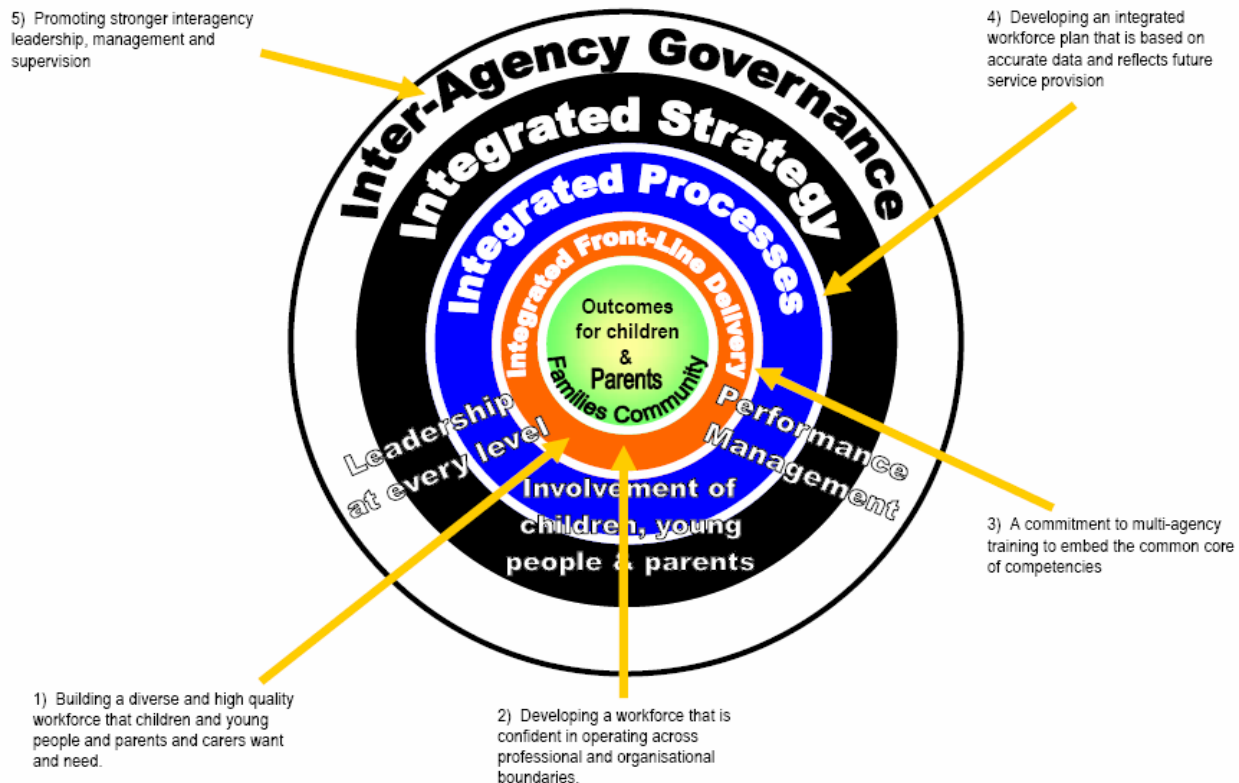 5) Promoting stronger interagency
leadership, management and
supervision
4) Developing an integrated
workforce plan that is based on
accurate data and reflects future
service provision
Inter-Agency Governance
Integrated Strategy
Integrated Processes
Integrated Front-Line Delivery
Outcomes
for children
&
Parents
Families Community
Leadership
at every level
Performance
Management
Involvement of
children, young
people & parents
3) A commitment to multi-agency
training to embed the common core
of competencies
1) Building a diverse and high quality
workforce that children and young
people and parents and carers want
and need.
2) Developing a workforce that is
confident in operating across
professional and organisational
boundaries.